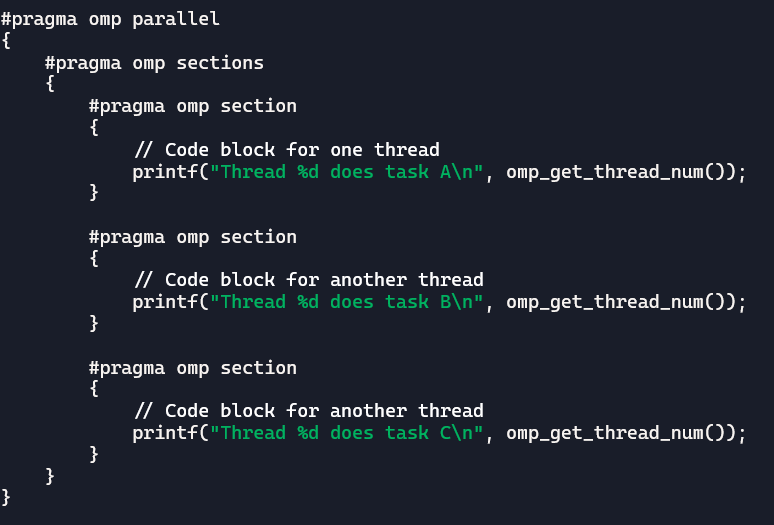 #pragma omp parallel
{
    #pragma omp sections
    {
        #pragma omp section
        {
            // Code block for one thread
            printf("Thread %d does task A\n", omp_get_thread_num());
        }

        #pragma omp section
        {
            // Code block for another thread
            printf("Thread %d does task B\n", omp_get_thread_num());
        }

        #pragma omp section
        {
            // Code block for another thread
            printf("Thread %d does task C\n", omp_get_thread_num());
        }
    }
}